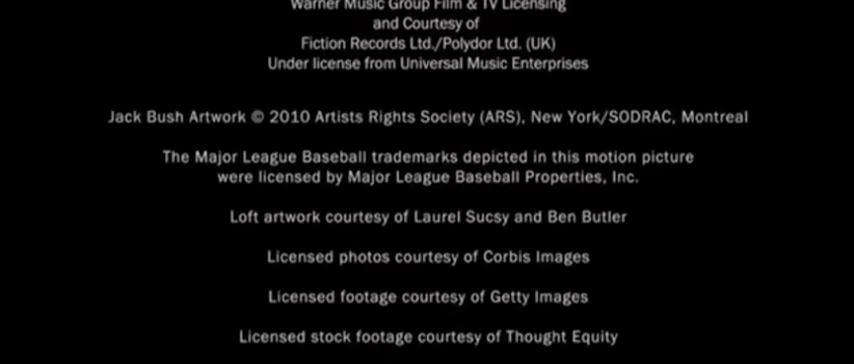 Warner Music Group Film & TV Licensing
and Courtesy of
Fiction Records Ltd./Polydor Ltd. (UK)
Under license from Universal Music Enterprises
Jack Bush Artwork © 2010 Artists Rights Society (ARS), New York/SODRAC, Montreal
The Major League Baseball trademarks depicted in this motion picture
were licensed by Major League Baseball Properties, Inc.
Loft artwork courtesy of Laurel Sucsy and Ben Butler
Licensed photos courtesy of Corbis Images
Licensed footage courtesy of Getty Images
Licensed stock footage courtesy of Thought Equity